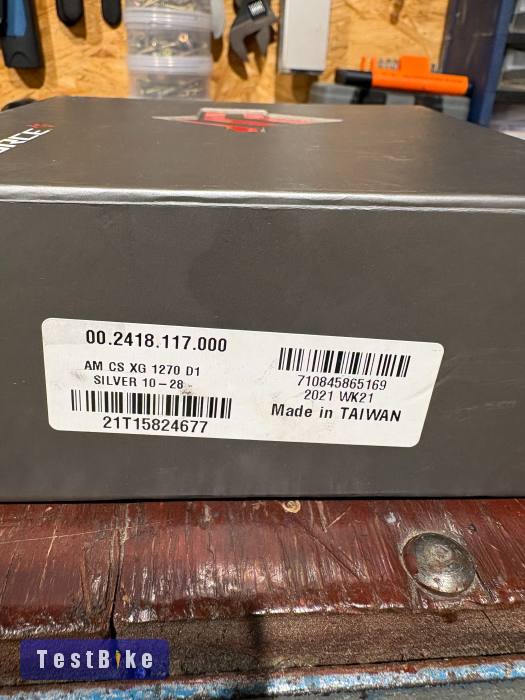 00.2418.117.000
AM CS XG 1270 D1
SILVER 10-28
21T15824677
710845865169
2021 WK21
Made in TAIWAN
TestBike